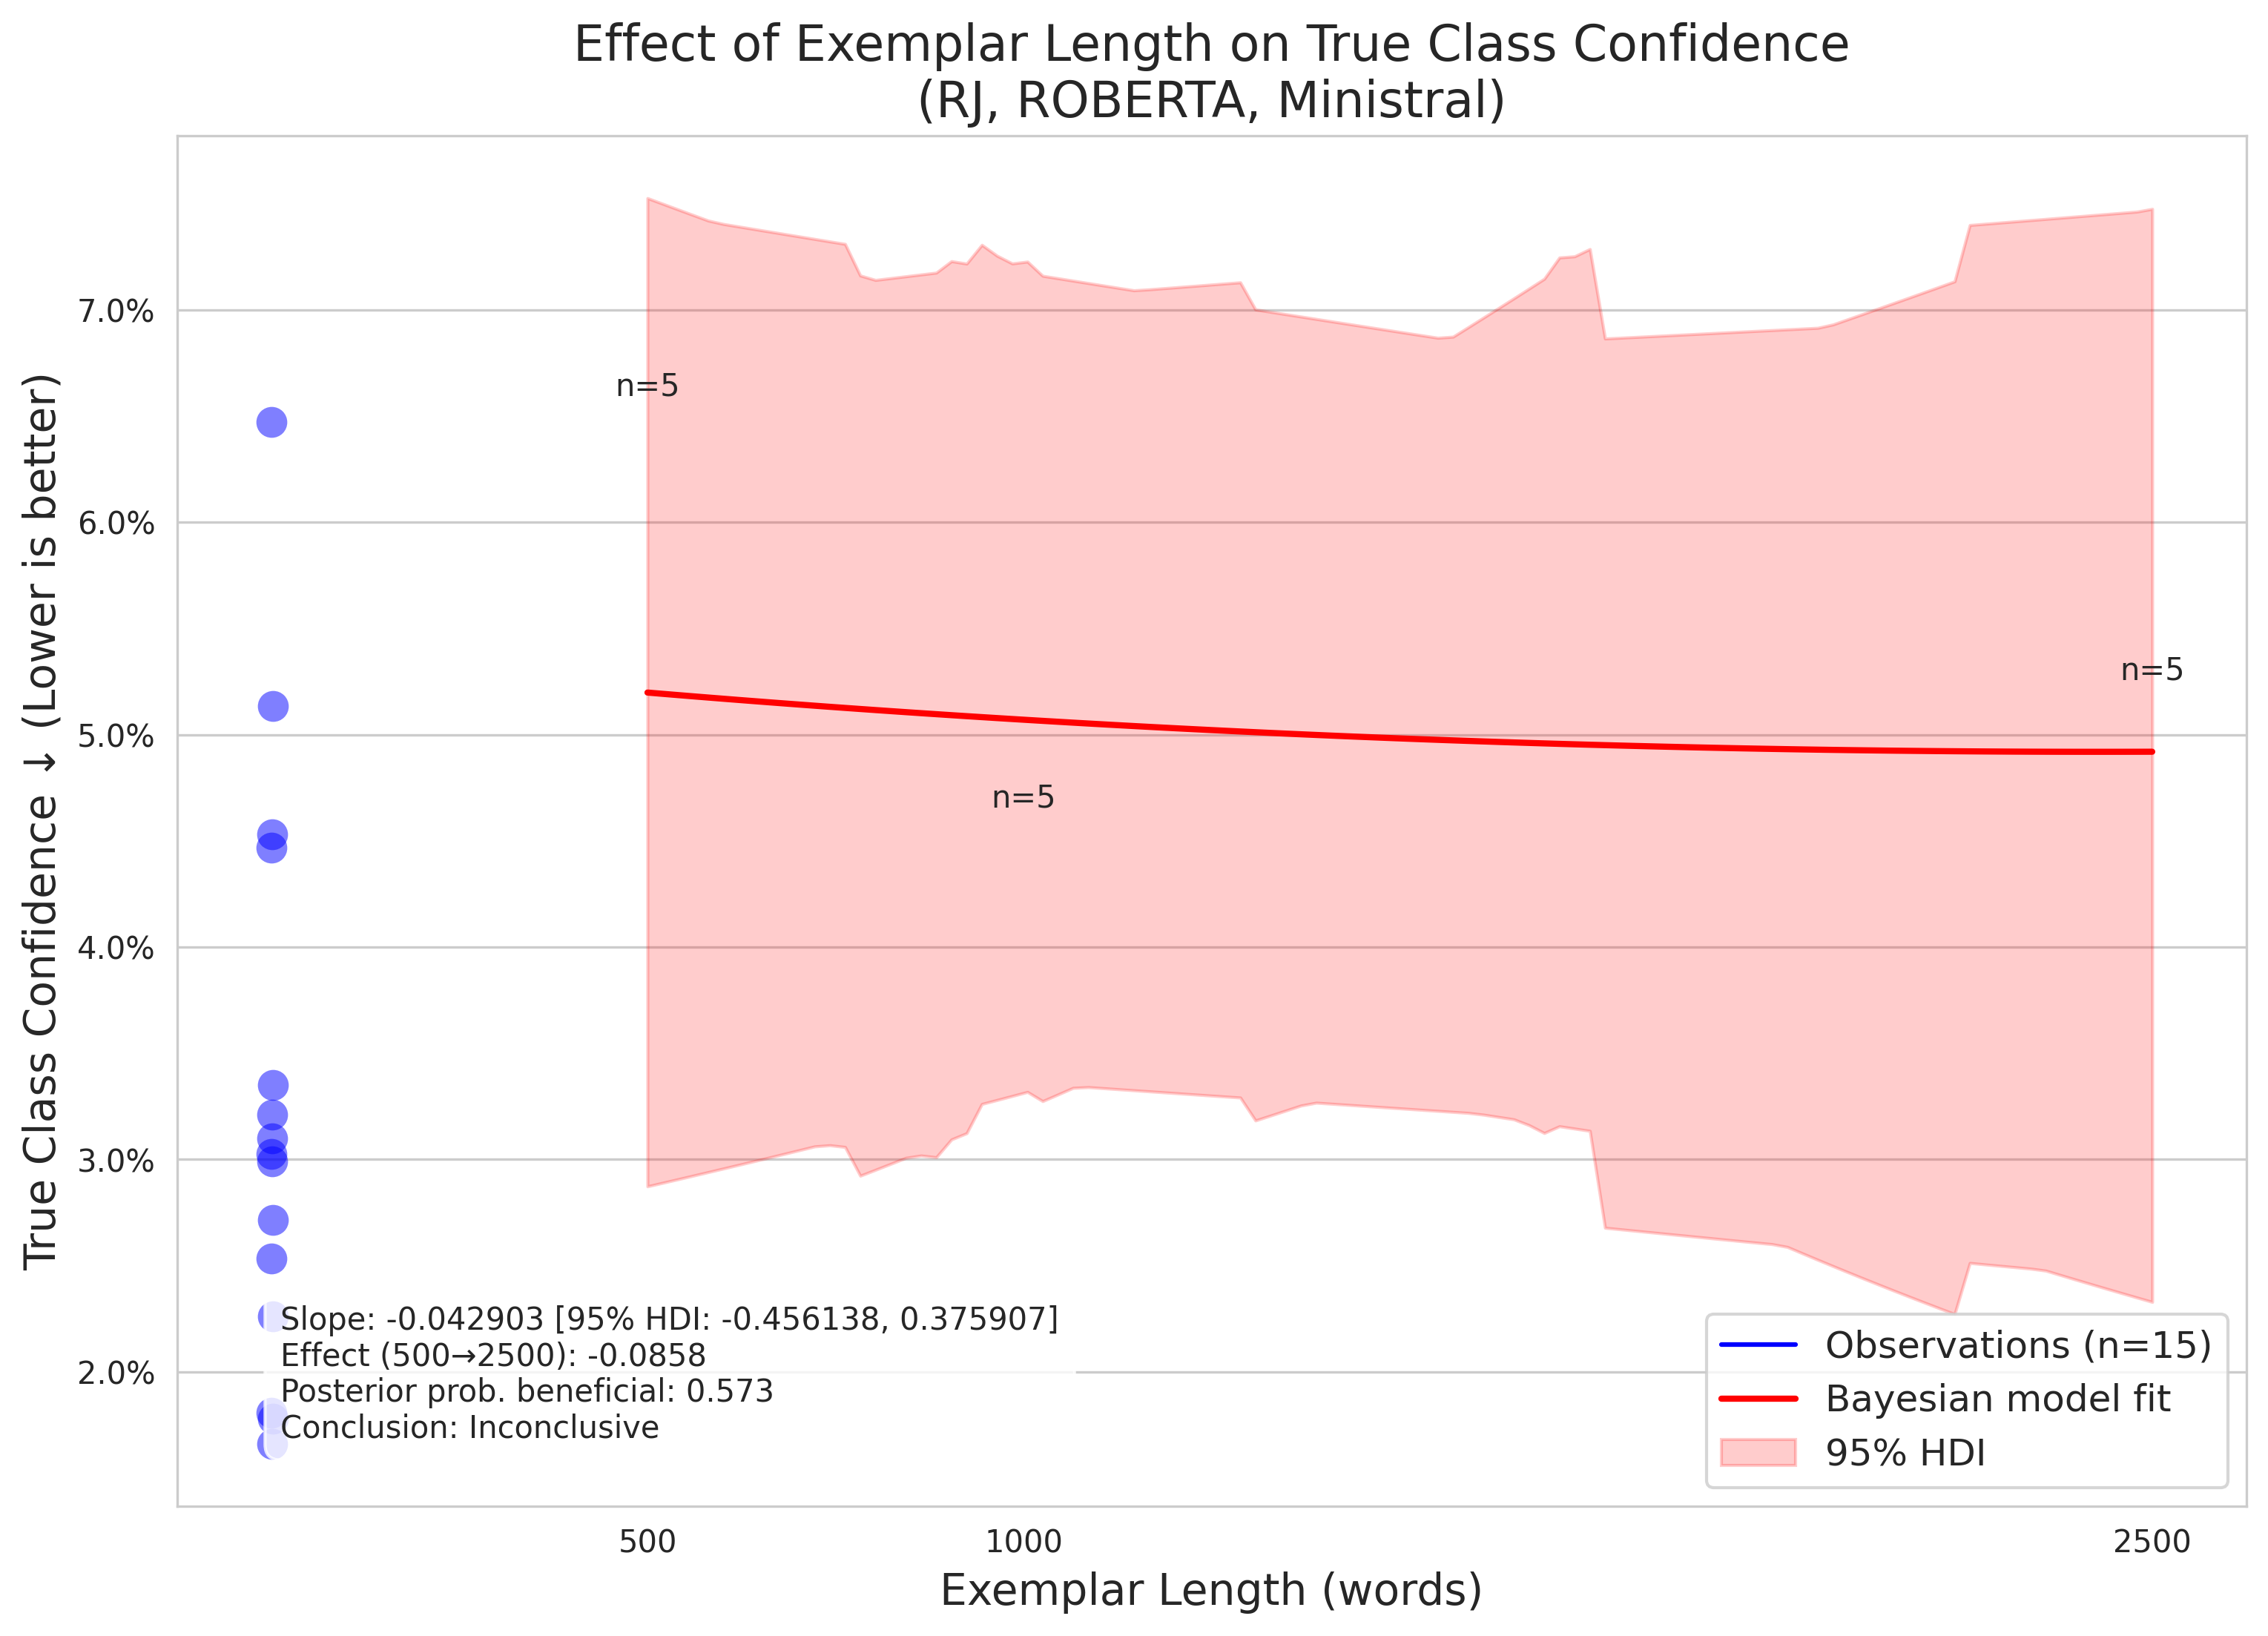 Effect of Exemplar Length on True Class Confidence
(RJ, ROBERTA, Ministral)
True Class Confidence ↓ (Lower is better)
7.0%
6.0%
5.0%
4.0%
3.0%
2.0%
n=5
n=5
n=5
Slope: -0.042903 [95% HDI: -0.456138, 0.375907]
Effect (500→2500): -0.0858
Posterior prob. beneficial: 0.573
Conclusion: Inconclusive
Observations (n=15)
Bayesian model fit
95% HDI
500
1000
2500
Exemplar Length (words)